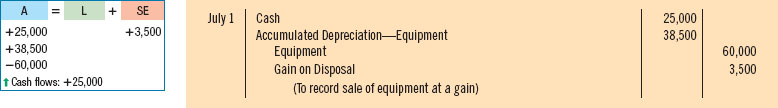 A = L + SE
+25,000 +3,500
+38,500
−60,000
↑ Cash flows: +25,000
July 1 Cash 25,000
Accumulated Depreciation—Equipment 38,500
Equipment 60,000
Gain on Disposal 3,500
(To record sale of equipment at a gain)